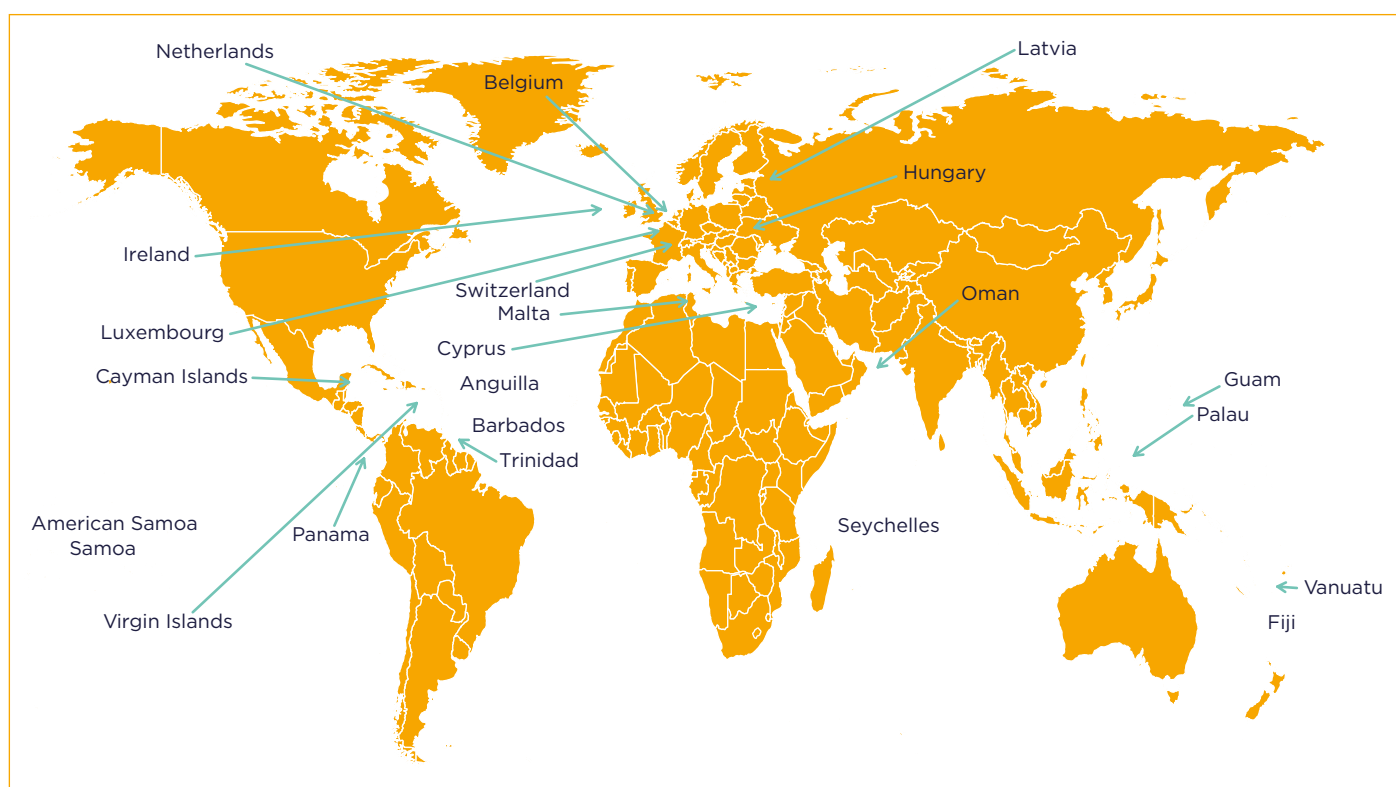 Netherlands
Latvia
Belgium
Hungary
Ireland
Switzerland
Malta
Oman
Luxembourg
Cyprus
Cayman Islands
Anguilla
Guam
Palau
Barbados
Trinidad
American Samoa
Samoa
Panama
Seychelles
Vanuatu
Virgin Islands
Fiji